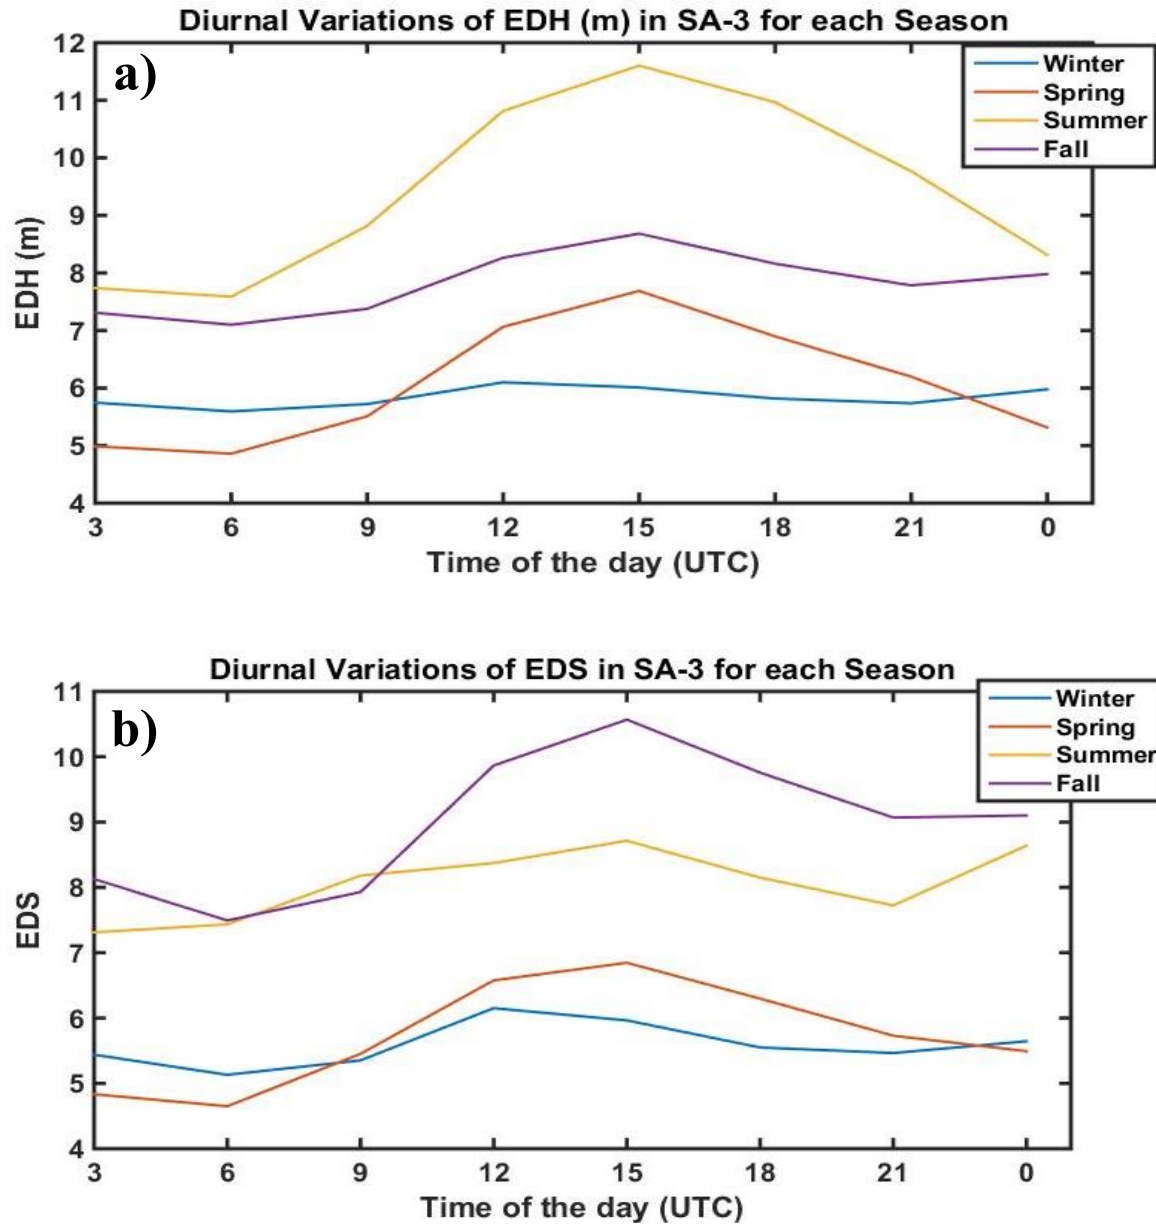 Diurnal Variations of EDH (m) in SA-3 for each Season
a)
Winter
Spring
Summer
Fall
12
11
10
9
8
7
6
5
4
EDH (m)
3 6 9 12 15 18 21 0
Time of the day (UTC)
Diurnal Variations of EDS in SA-3 for each Season
b)
Winter
Spring
Summer
Fall
11
10
9
8
7
6
5
4
EDS
3 6 9 12 15 18 21 0
Time of the day (UTC)